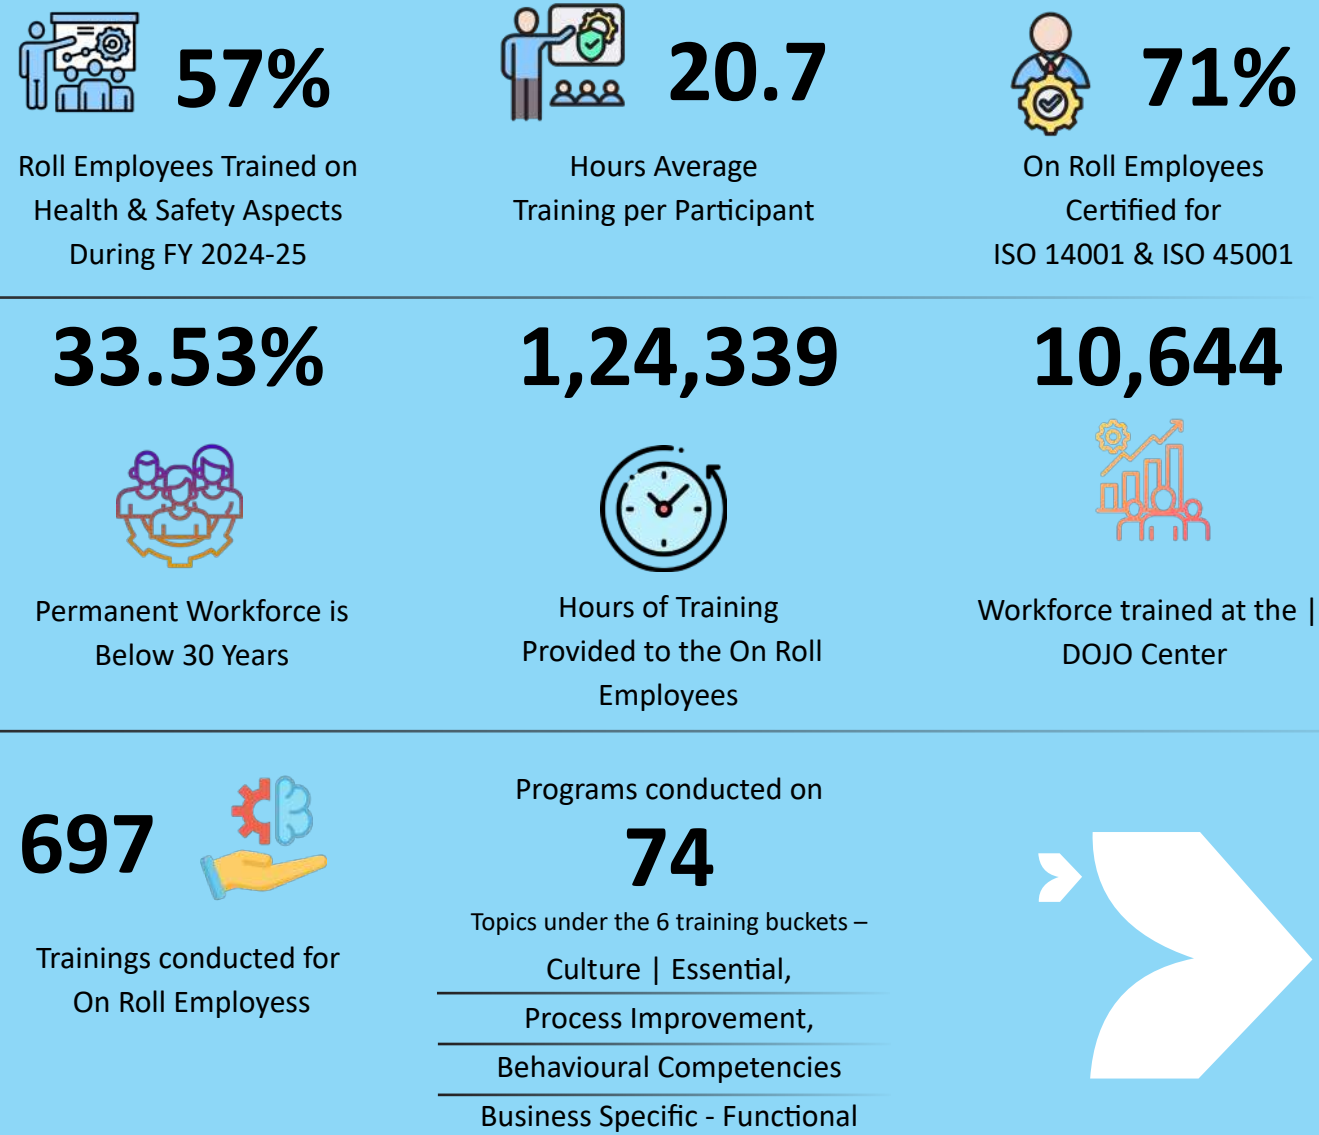 57%
Roll Employees Trained on
Health & Safety Aspects
During FY 2024-25
20.7
Hours Average
Training per Participant
71%
On Roll Employees
Certified for
ISO 14001 & ISO 45001
33.53%
Permanent Workforce is
Below 30 Years
1,24,339
Hours of Training
Provided to the On Roll
Employees
10,644
Workforce trained at the |
DOJO Center
697
Trainings conducted for
On Roll Employess
Programs conducted on
74
Topics under the 6 training buckets –
Culture | Essential,
Process Improvement,
Behavioural Competencies
Business Specific - Functional